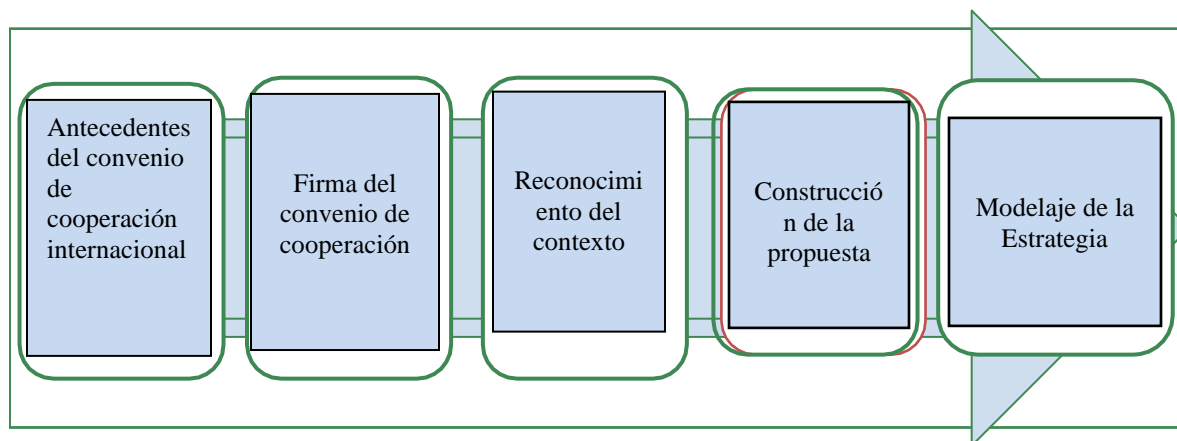 Antecedentes
del convenio
de
cooperación
internacional
Firma del
convenio de
cooperación
Reconocimi
ento del
contexto
Construcció
n de la
propuesta
Modelaje de la
Estrategia